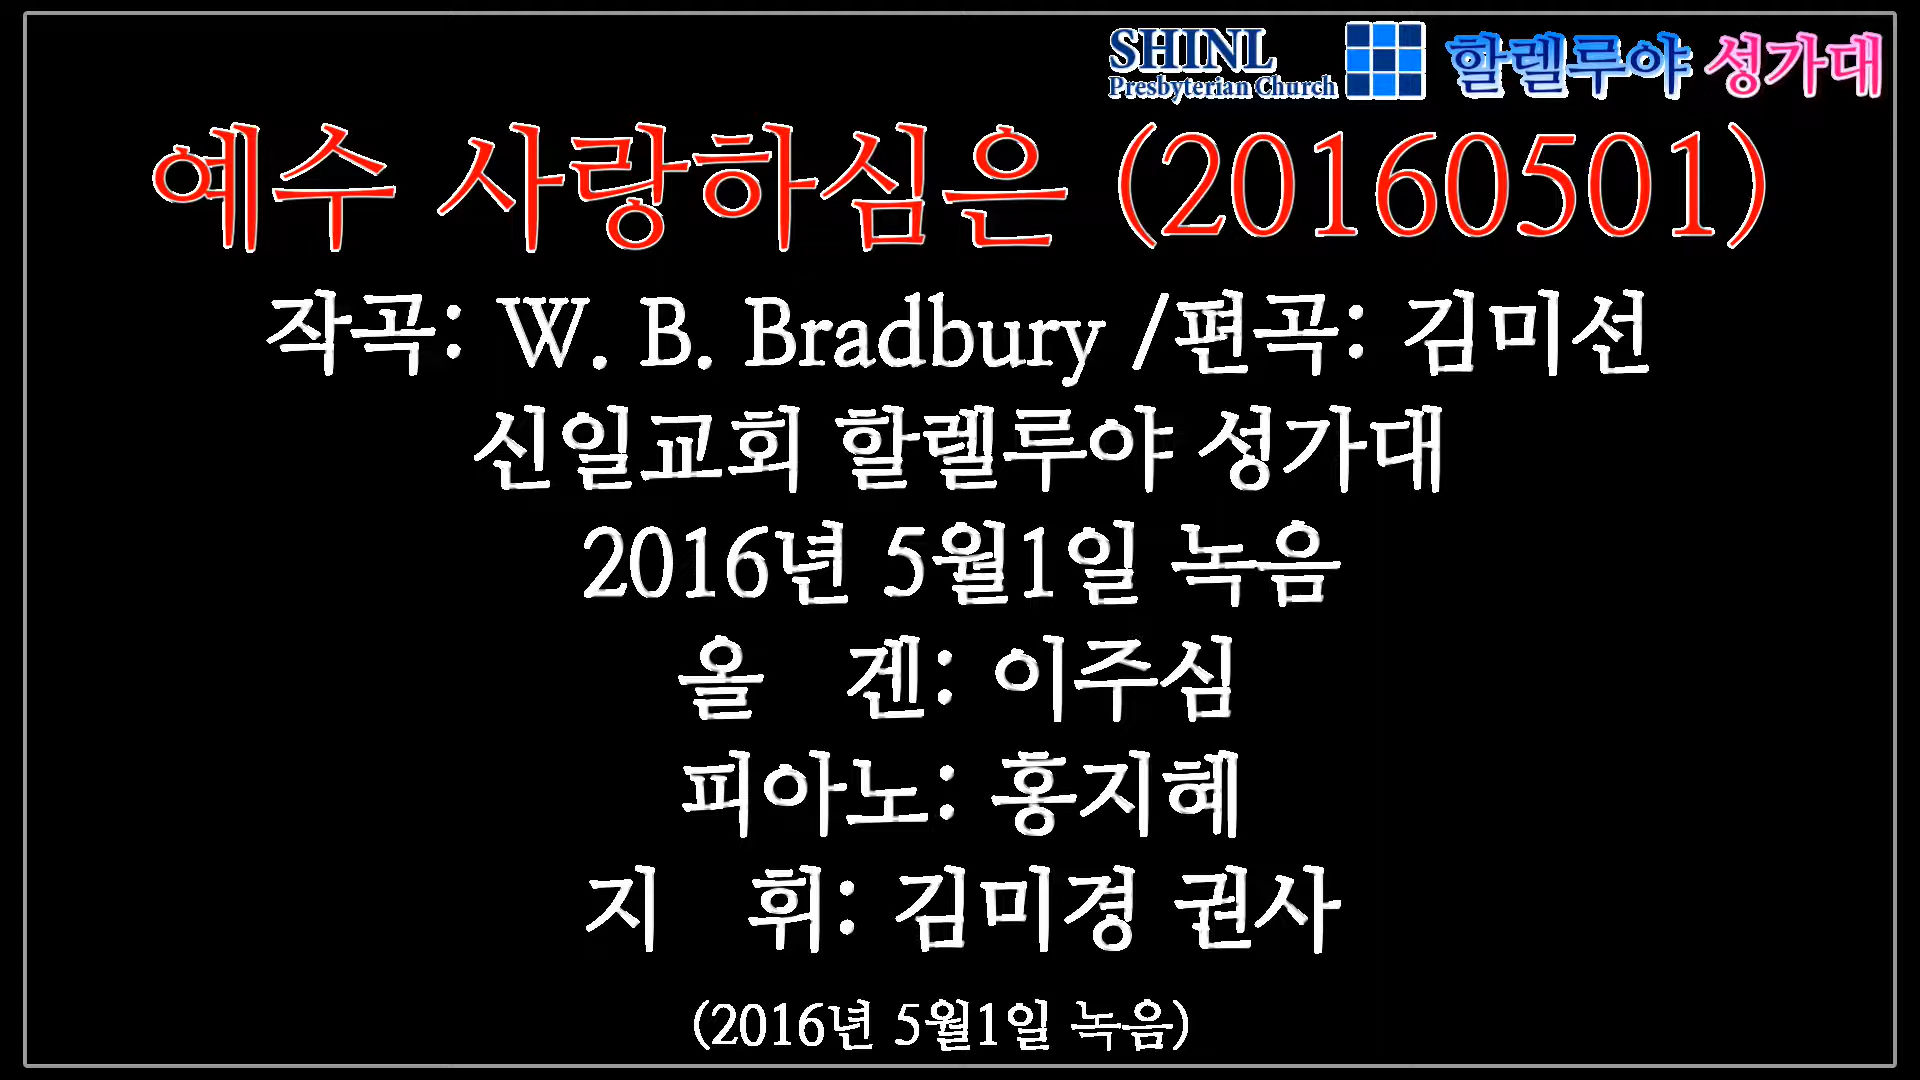 SHINL
Presbyterian Church
할렐루야 성가대
예수 사랑하심은 (20160501)
작곡: W. B. Bradbury /편곡: 김미선
신일교회 할렐루야 성가대
2016년 5월1일 녹음
올 겐: 이주심
피아노: 홍지혜
지 휘: 김미경 권사
(2016년 5월1일 녹음)